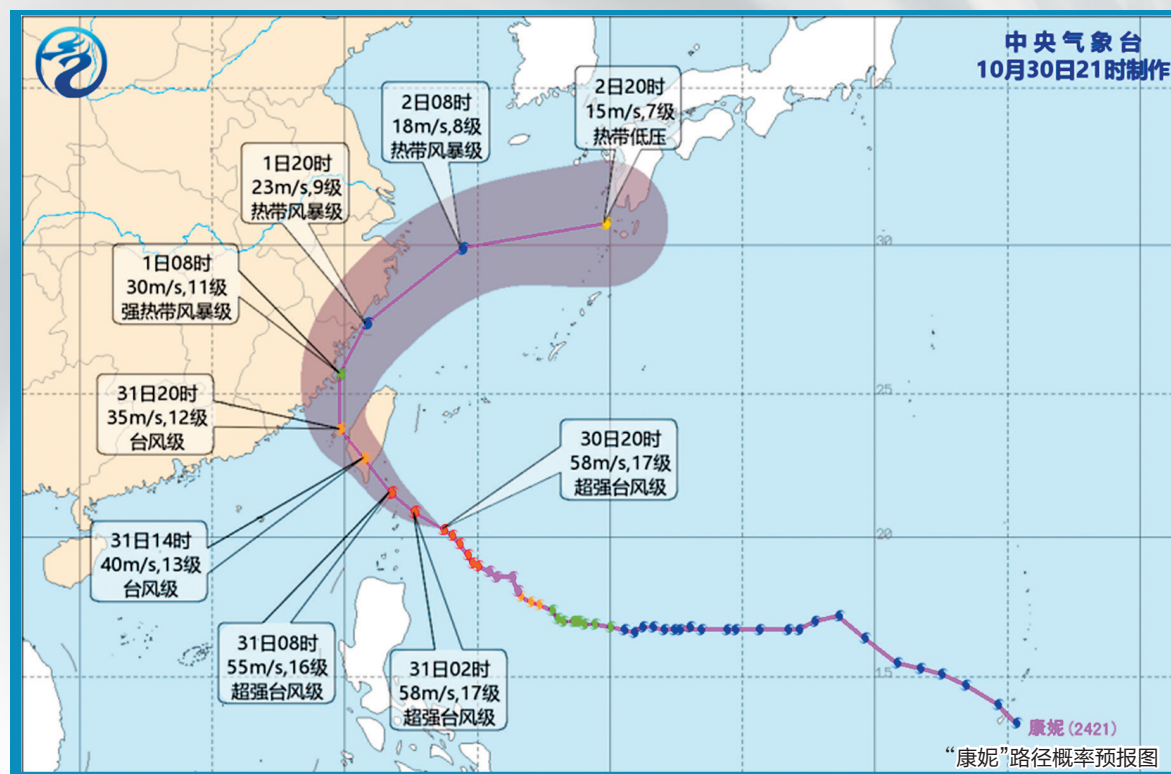 中央气象台
10月30日21时制作
2日20时
15m/s,7级
热带低压
2日08时
18m/s,8级
热带风暴级
1日20时
23m/s,9级
热带风暴级
1日08时
30m/s,11级
强热带风暴级
31日20时
35m/s,12级
台风级
30日20时
58m/s,17级
超强台风级
31日14时
40m/s,13级
台风级
31日08时
55m/s,16级
超强台风级
31日02时
58m/s,17级
超强台风级
30
25
20
15
康妮(2421)
“康妮”路径概率预报图